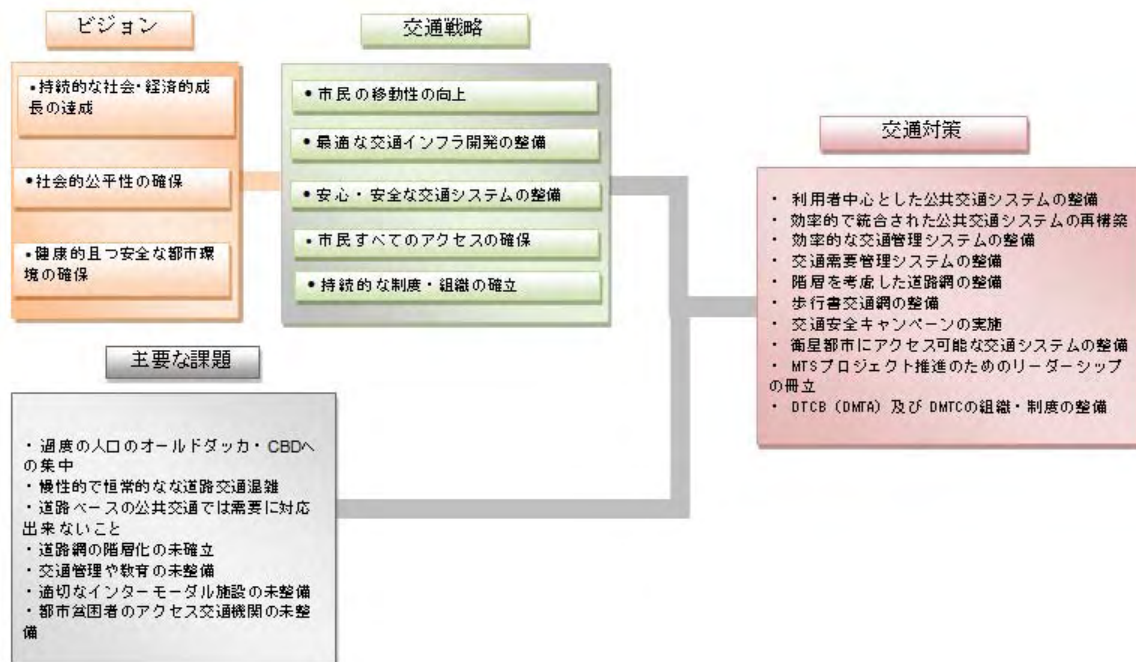 ビジョン
•持続的な社会・経済的成
長の達成
•社会的公平性の確保
•健康的且つ安全な都市環
境の確保
交通戦略
•市民の移動性の向上
•最適な交通インフラ開発の整備
•安心・安全な交通システムの整備
•市民すべてのアクセスの確保
•持続的な制度・組織の確立
主要な課題
・過度の人口のオールドダッカ・CBDへ
の集中
・慢性的で恒常的なな道路交通混雑
・道路ベースの公共交通では需要に対応
出来ないこと
・道路網の階層化の未確立
・交通管理や教育の未整備
・適切なインターモーダル施設の未整備
・都市貧困者のアクセス交通機関の未整
備
交通対策
・ 利用者中心とした公共交通システムの整備
・ 効率的で統合された公共交通システムの再構築
・ 効率的な交通管理システムの整備
・ 交通需要管理システムの整備
・ 階層を考慮した道路網の整備
・ 歩行書交通網の整備
・ 交通安全キャンペーンの実施
・ 衛星都市にアクセス可能な交通システムの整備
・ MTSプロジェクト推進のためのリーダーシップ
の冊立
・ DTCB（DMTA）及び DMTCの組織・制度の整備